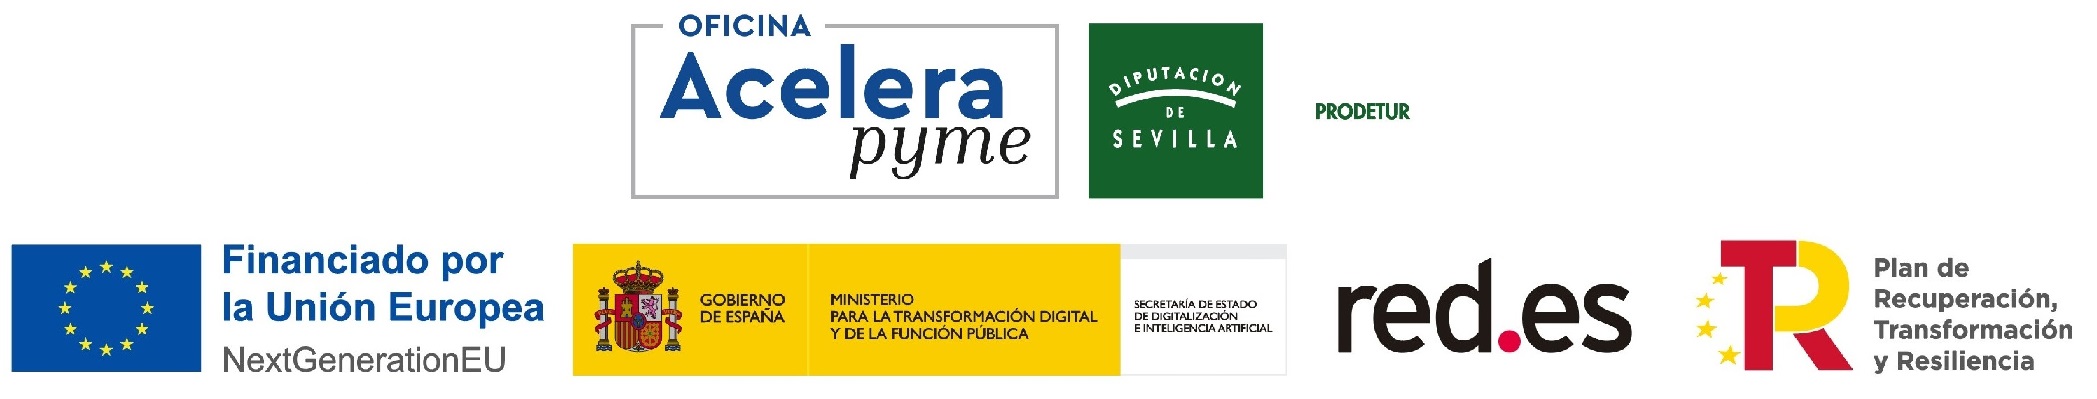 OFICINA
Acelera
pyme
DIPUTACION
DE
SEVILLA
PRODETUR
Financiado por
la Unión Europea
NextGenerationEU
GOBIERNO
DE ESPAÑA
MINISTERIO
PARA LA TRANSFORMACIÓN DIGITAL
Y DE LA FUNCIÓN PÚBLICA
SECRETARÍA DE ESTADO
DE DIGITALIZACIÓN
E INTELIGENCIA ARTIFICIAL
red.es
TR
Plan de
Recuperación,
Transformación
y Resiliencia